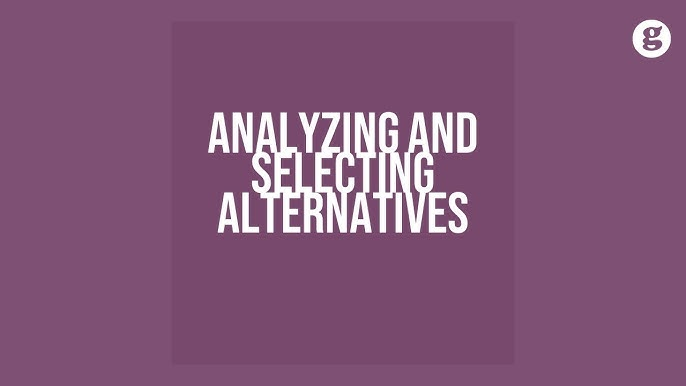 g
ANALYZING AND
SELECTING
ALTERNATIVES